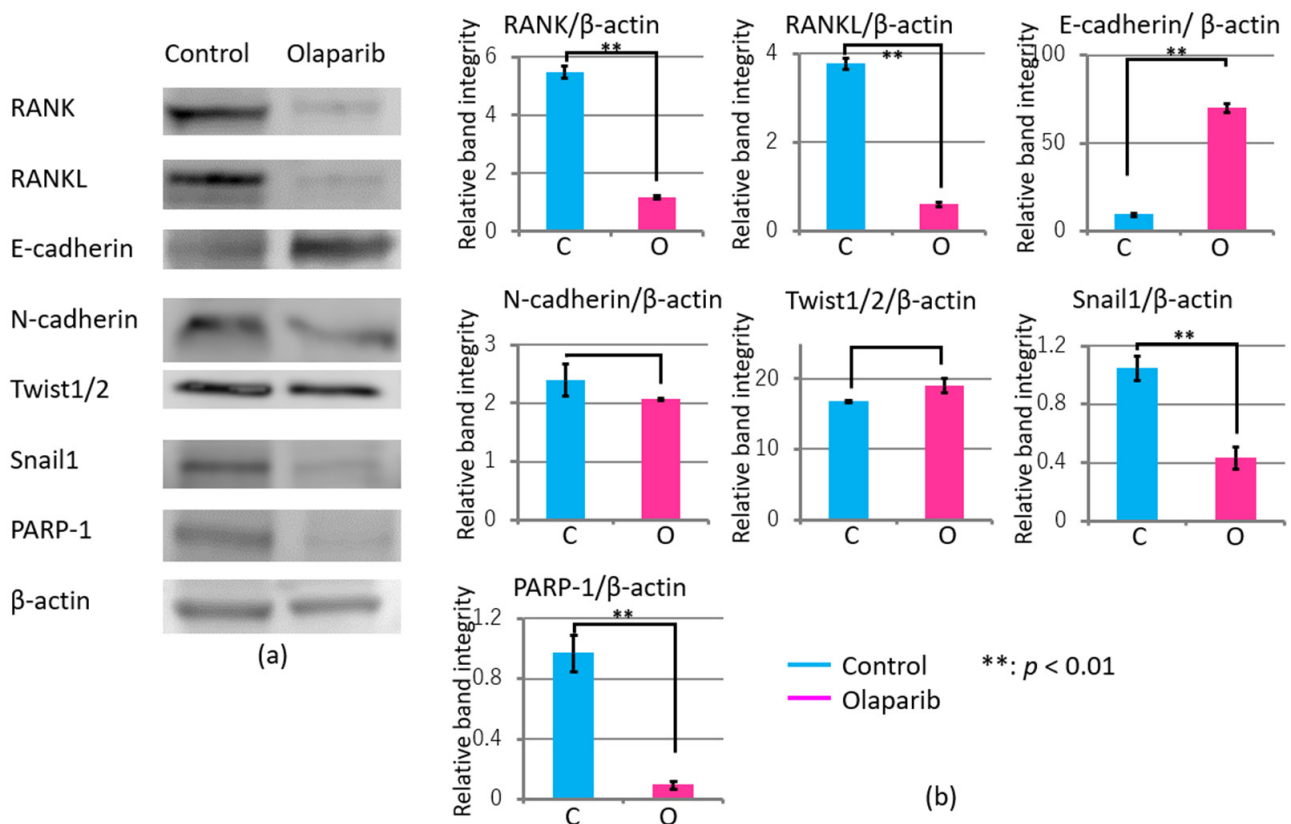 Control Olaparib
RANK
RANKL
E-cadherin
N-cadherin
Twist1/2
Snail1
PARP-1
β-actin
(a)
RANK/β-actin
Relative band integrity
6
4
2
0
**
C O
RANKL/β-actin
Relative band integrity
4
2
0
**
C O
E-cadherin/ β-actin
Relative band integrity
100
50
0
**
C O
N-cadherin/β-actin
Relative band integrity
3
2
1
0
C O
Twist1/2/β-actin
Relative band integrity
20
10
0
C O
Snail1/β-actin
Relative band integrity
1.2
0.8
0.4
0
**
C O
PARP-1/β-actin
Relative band integrity
1.2
0.8
0.4
0
**
C O
Control
Olaparib
**: p < 0.01
(b)